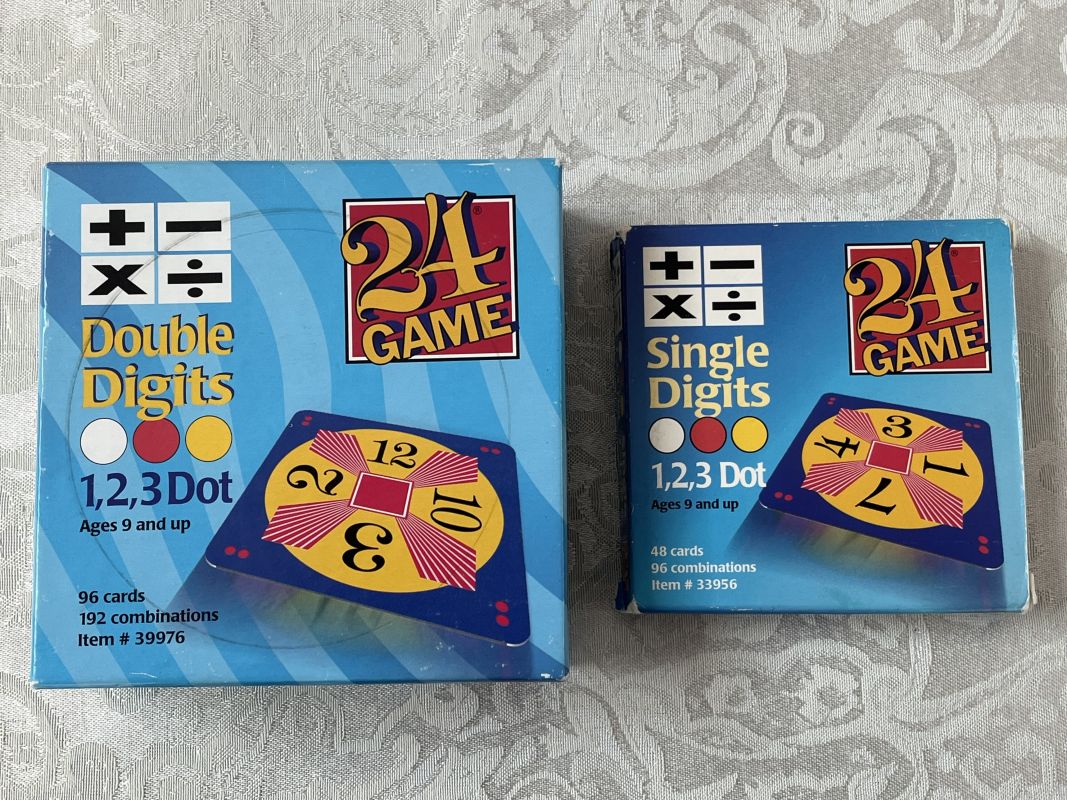 + −
x ÷
24®
GAME
Double
Digits
1,2,3 Dot
Ages 9 and up
96 cards
192 combinations
Item # 39976
12
2
10
3
+ −
x ÷
24®
GAME
Single
Digits
1,2,3 Dot
Ages 9 and up
48 cards
96 combinations
Item # 33956
3
4
1
7